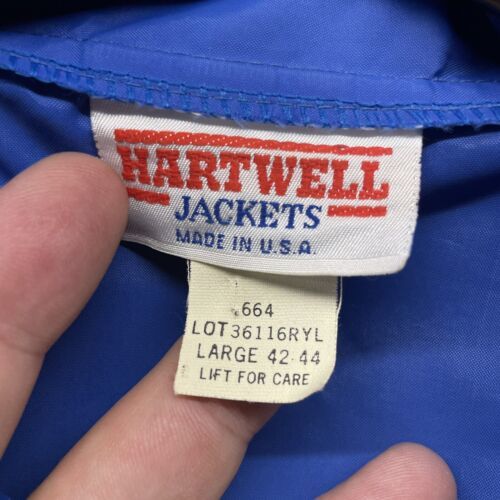 HARTWELL
JACKETS
MADE IN U.S.A.
664
LOT36116RYL
LARGE 42-44
LIFT FOR CARE